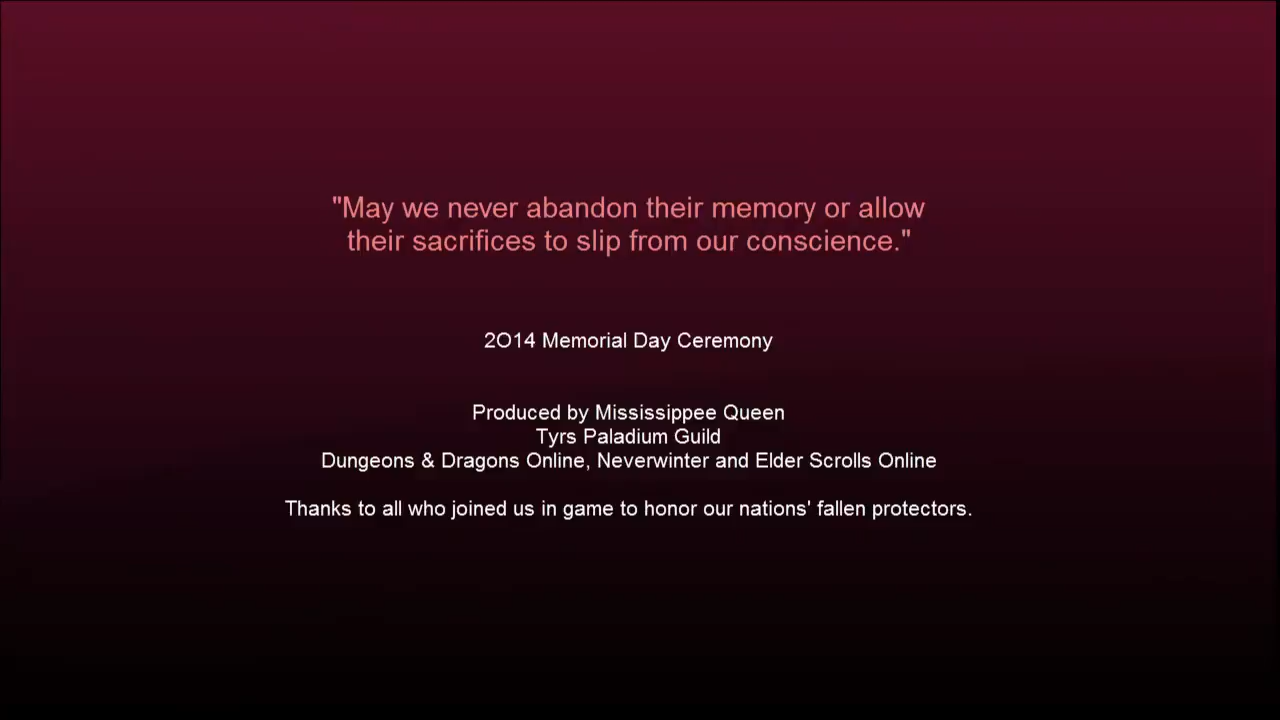 "May we never abandon their memory or allow
their sacrifices to slip from our conscience."
2O14 Memorial Day Ceremony
Produced by Mississippee Queen
Tyrs Paladium Guild
Dungeons & Dragons Online, Neverwinter and Elder Scrolls Online
Thanks to all who joined us in game to honor our nations' fallen protectors.